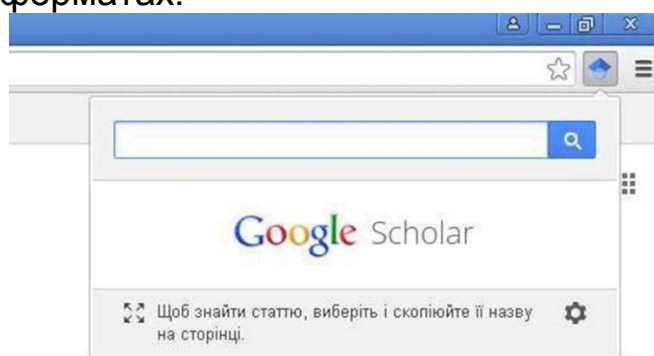 форматах.
Google Scholar
Щоб знайти статтю, виберіть і скопіюйте її назву
на сторінці.